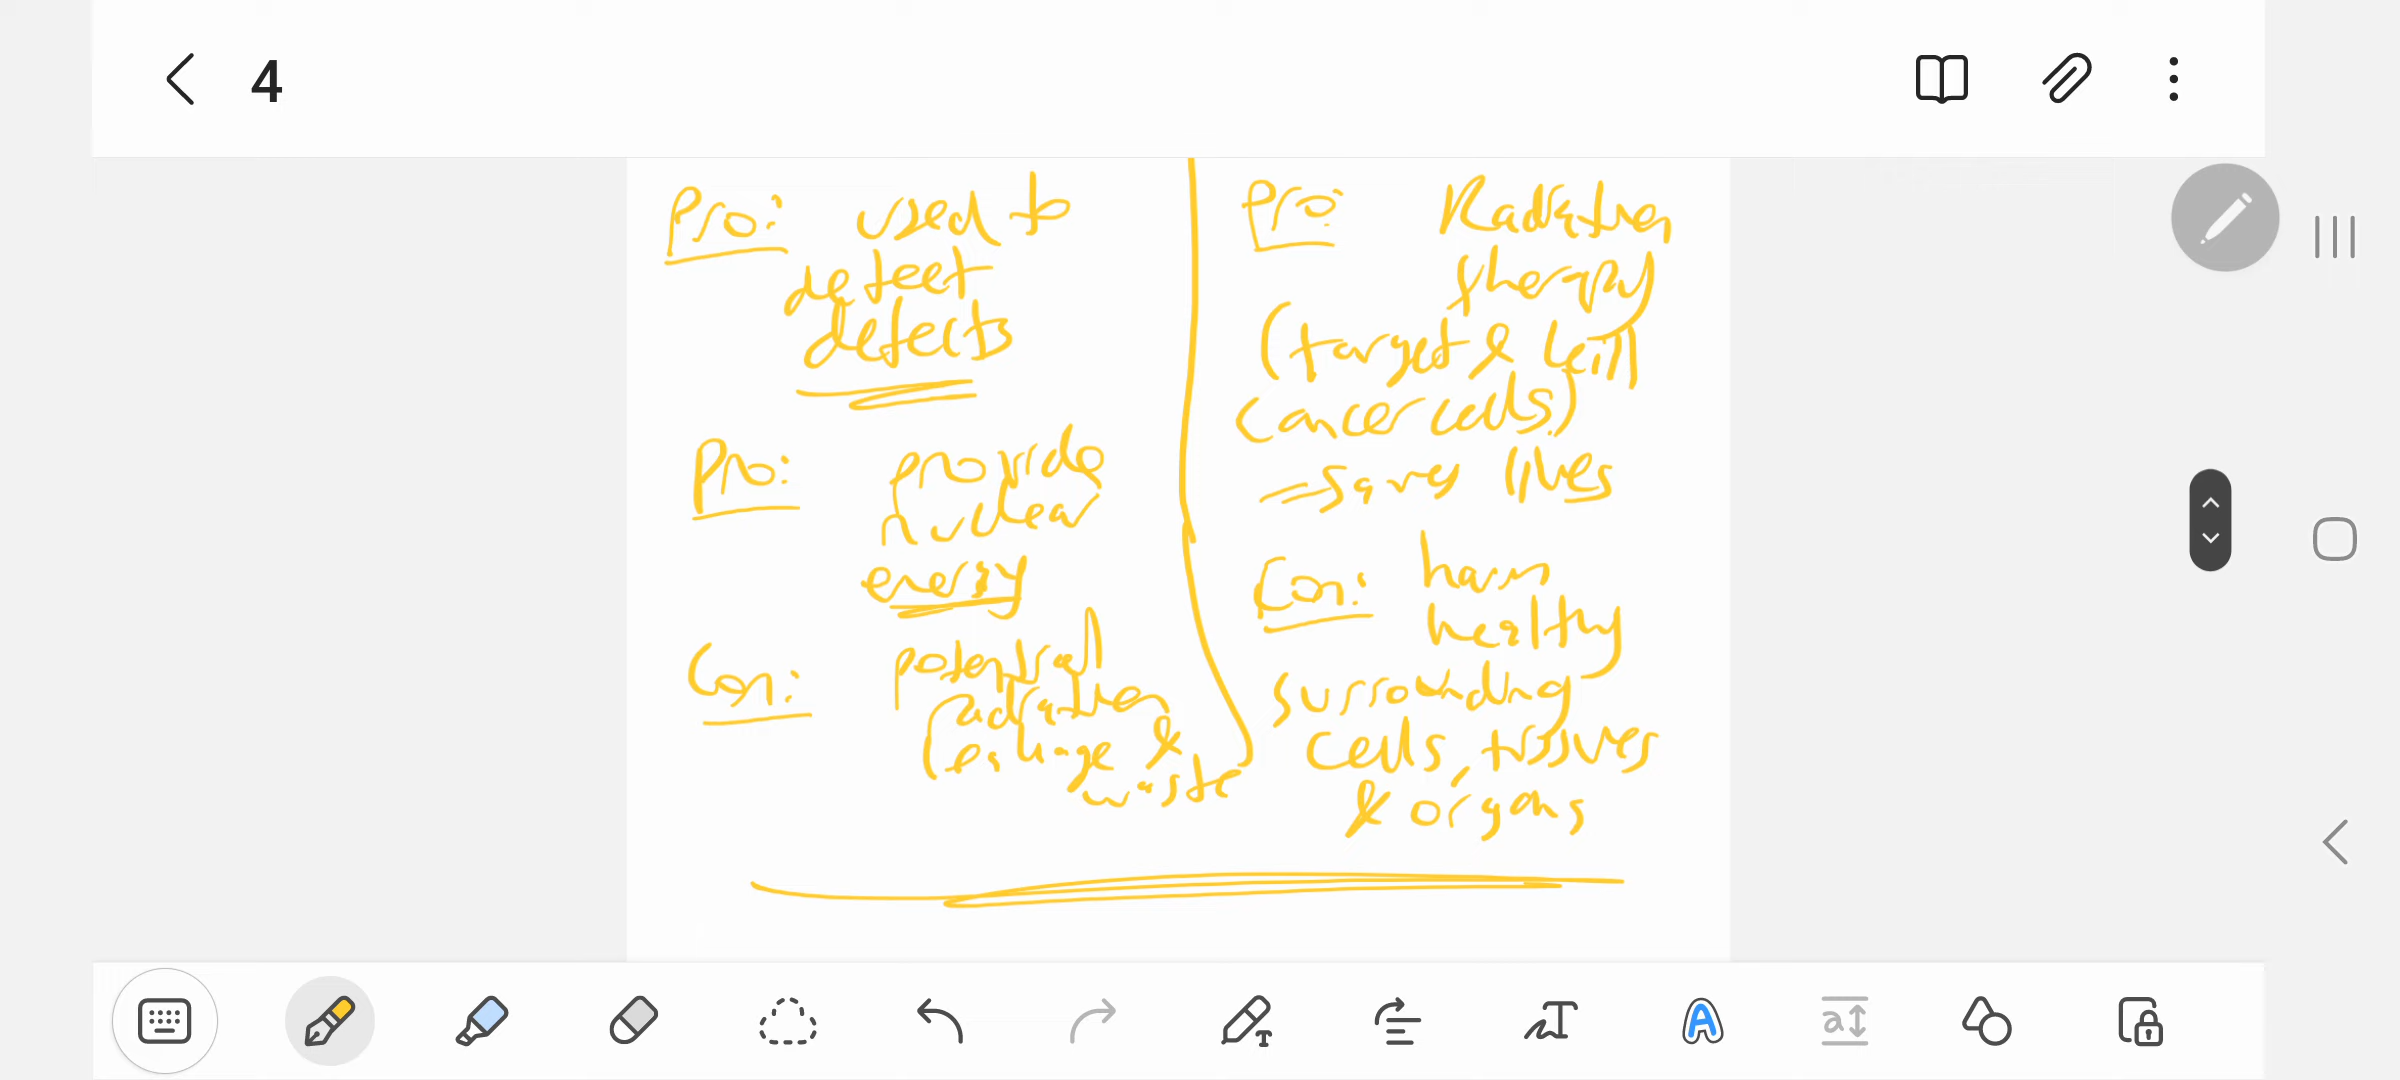 4
Pro: used to
detect
defects
Pro: provide
nuclear
energy
Con: potential
radiation
leakage &
waste
Pro: Radiation
therapy
(target & kill
cancer cells)
= saves lives
Con: harm
healthy
surrounding
cells, tissues
& organs